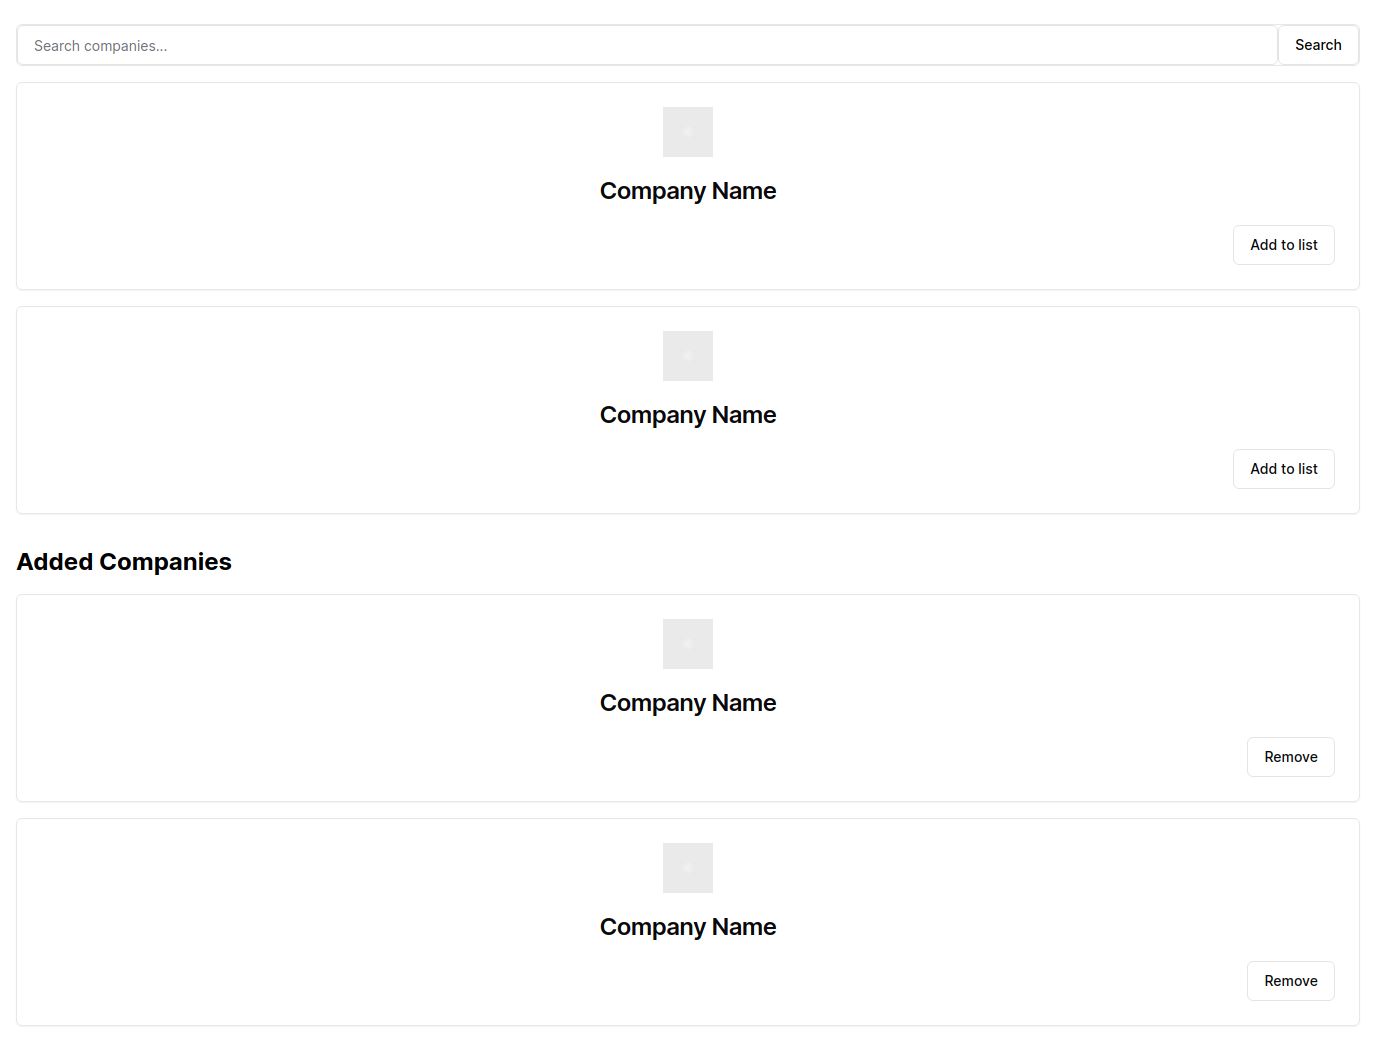 Search companies...
Search
Company Name
Add to list
Company Name
Add to list
Added Companies
Company Name
Remove
Company Name
Remove